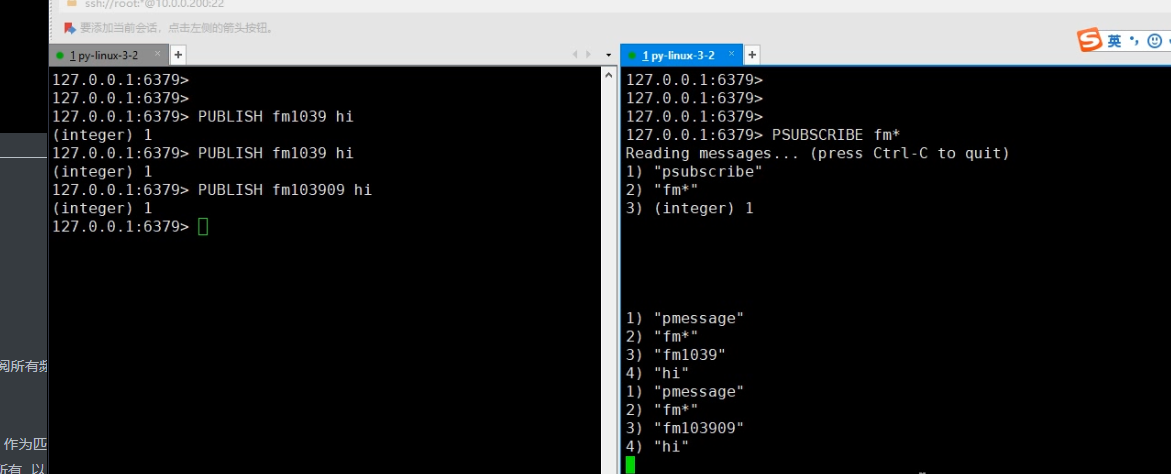 ssh://root:*@10.0.0.200:22
要添加当前会话，点击左侧的箭头按钮。
1 py-linux-3-2
127.0.0.1:6379>
127.0.0.1:6379>
127.0.0.1:6379> PUBLISH fm1039 hi
(integer) 1
127.0.0.1:6379> PUBLISH fm1039 hi
(integer) 1
127.0.0.1:6379> PUBLISH fm103909 hi
(integer) 1
127.0.0.1:6379>
阅所有频
作为匹
所有 以
英
1 py-linux-3-2
127.0.0.1:6379>
127.0.0.1:6379>
127.0.0.1:6379>
127.0.0.1:6379> PSUBSCRIBE fm*
Reading messages... (press Ctrl-C to quit)
1) "psubscribe"
2) "fm*"
3) (integer) 1
1) "pmessage"
2) "fm*"
3) "fm1039"
4) "hi"
1) "pmessage"
2) "fm*"
3) "fm103909"
4) "hi"